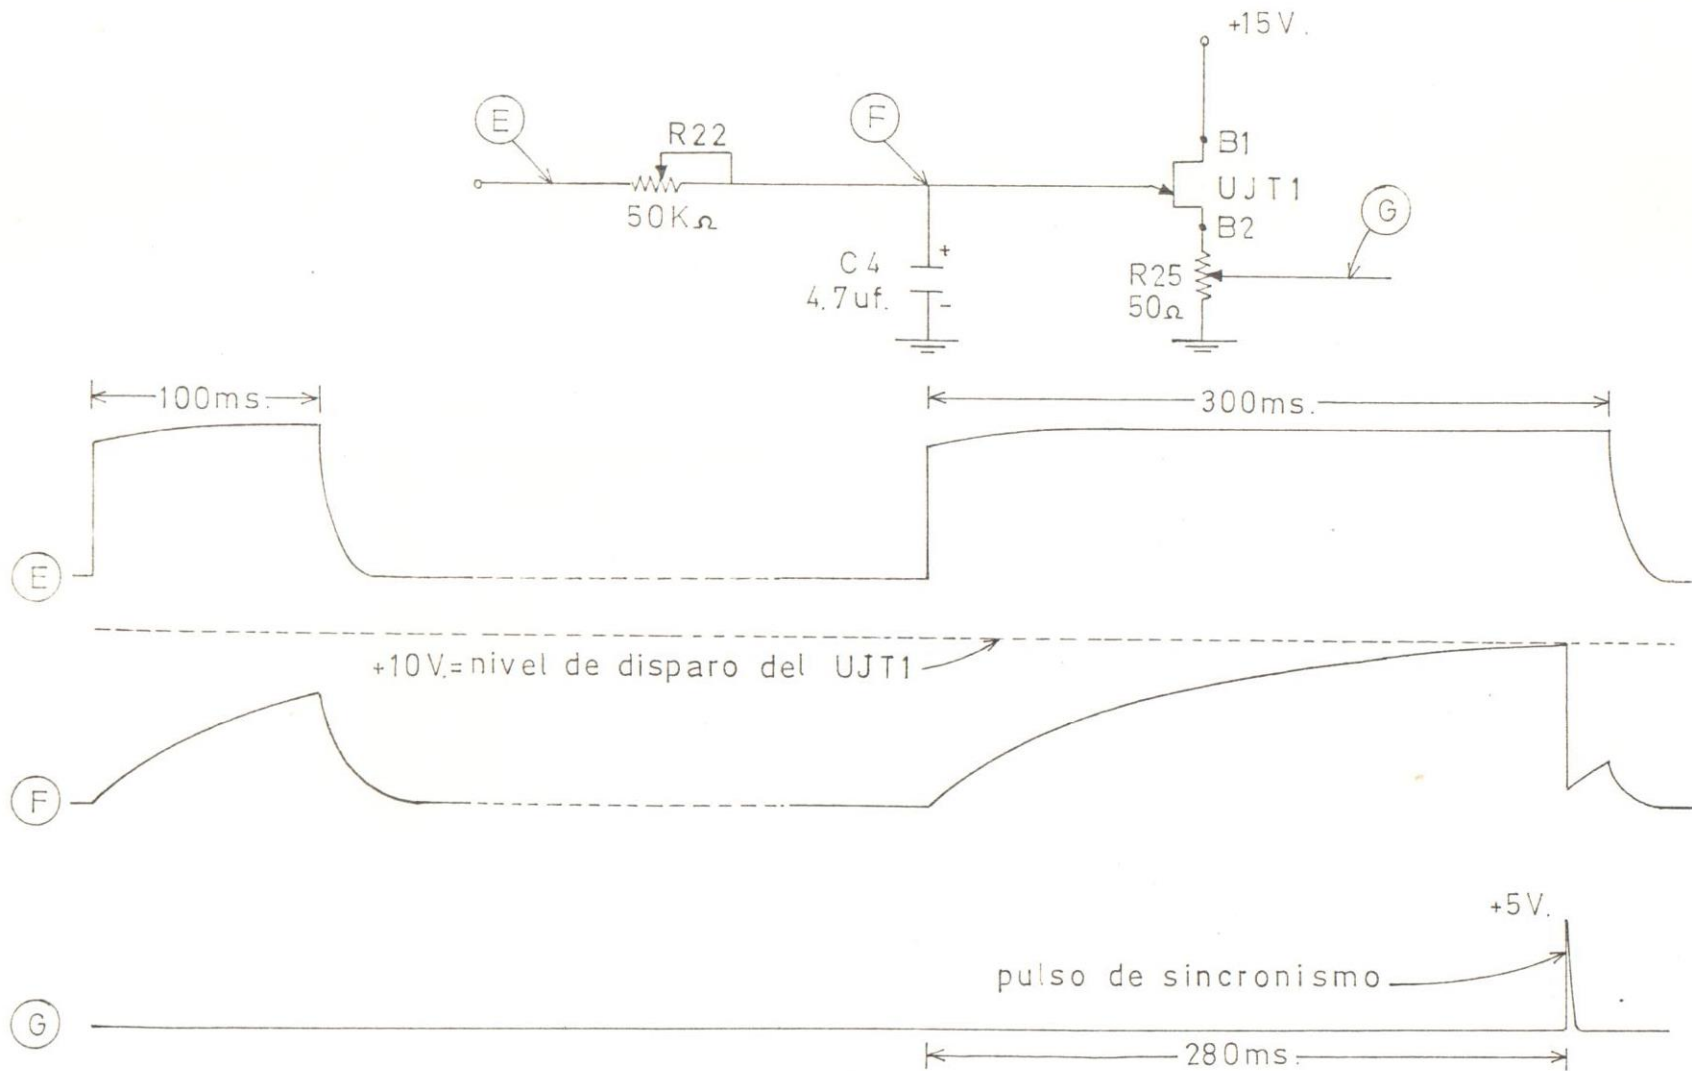 +15V.
E
R22
F
B1
50KΩ
UJT1
G
B2
C4
+
R25
4.7uf.
50Ω
-
100ms.
300ms.
E
+10V.=nivel de disparo del UJT1
F
+5V.
pulso de sincronismo
G
280ms.